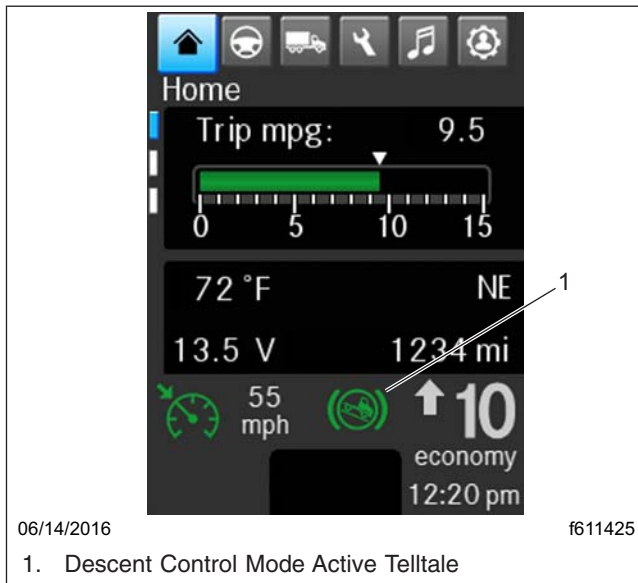 Home
Trip mpg: 9.5
0 5 10 15
72 °F NE
1
13.5 V 1234 mi
55
mph
10
economy
12:20 pm
06/14/2016 f611425
1. Descent Control Mode Active Telltale